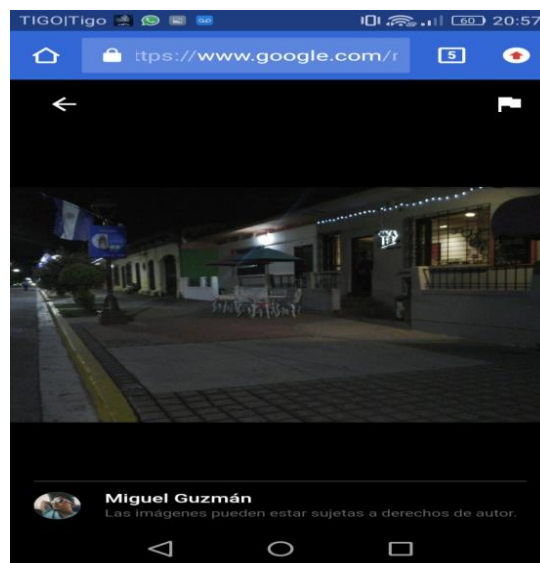 TIGO|Tigo 60 20:57
ttps://www.google.com/r 5
Miguel Guzmán
Las imágenes pueden estar sujetas a derechos de autor.